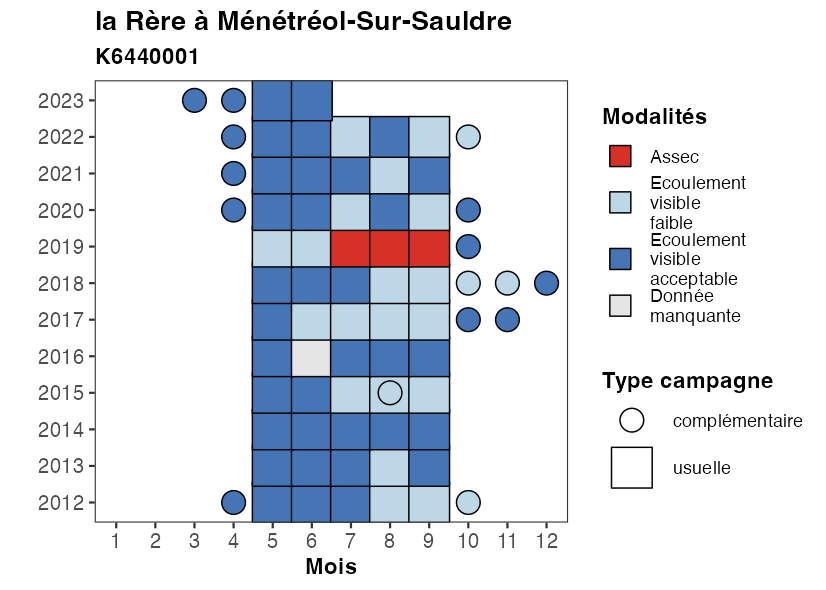 la Rère à Ménétréol-Sur-Sauldre
K6440001
2023
2022
2021
2020
2019
2018
2017
2016
2015
2014
2013
2012
1 2 3 4 5 6 7 8 9 10 11 12
Mois
Modalités
Assec
Ecoulement
visible
faible
Ecoulement
visible
acceptable
Donnée
manquante
Type campagne
complémentaire
usuelle